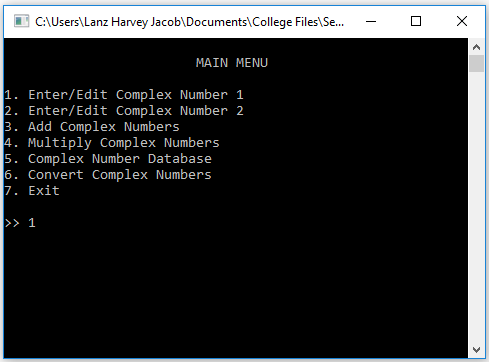 C:\Users\Lanz Harvey Jacob\Documents\College Files\Se...
MAIN MENU
1. Enter/Edit Complex Number 1
2. Enter/Edit Complex Number 2
3. Add Complex Numbers
4. Multiply Complex Numbers
5. Complex Number Database
6. Convert Complex Numbers
7. Exit
>> 1